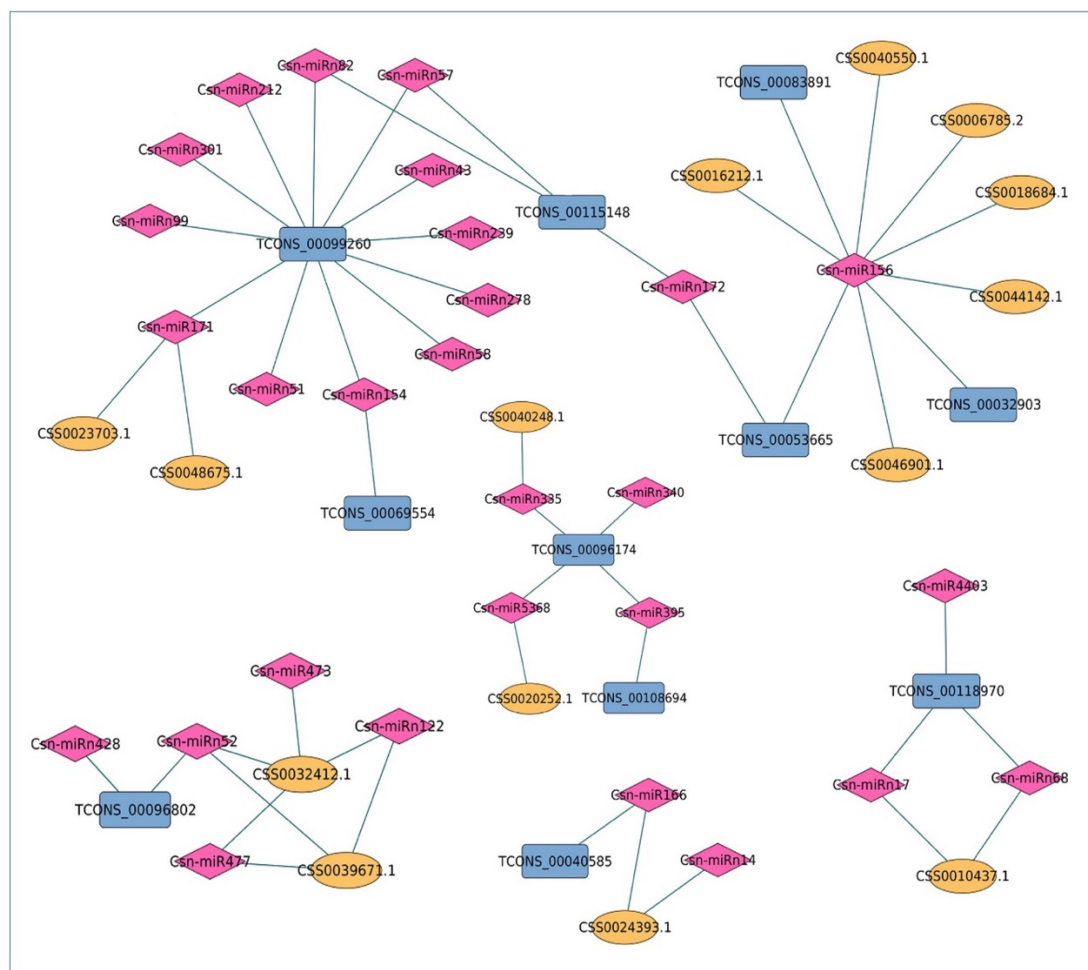 CSS0040550.1
Csn-miRn82
Csn-miRn57
TCONS_00083891
Csn-miRn212
CSS0006785.2
Csn-miRn301
Csn-miRn43
CSS0016212.1
CSS0018684.1
Csn-miRn99
TCONS_00115148
Csn-miRn239
TCONS_00099260
Csn-miR156
Csn-miRn172
Csn-miRn278
CSS0044142.1
Csn-miR171
Csn-miRn58
Csn-miRn51
Csn-miRn154
TCONS_00032903
CSS0040248.1
CSS0023703.1
TCONS_00053665
CSS0046901.1
CSS0048675.1
Csn-miRn340
Csn-miRn335
TCONS_00069554
TCONS_00096174
Csn-miR4403
Csn-miR5368
Csn-miR395
Csn-miR473
CSS0020252.1
TCONS_00108694
TCONS_00118970
Csn-miRn122
Csn-miRn428
Csn-miRn52
CSS0032412.1
Csn-miRn68
Csn-miRn17
Csn-miR166
TCONS_00096802
Csn-miR477
TCONS_00040585
Csn-miRn14
CSS0039671.1
CSS0010437.1
CSS0024393.1